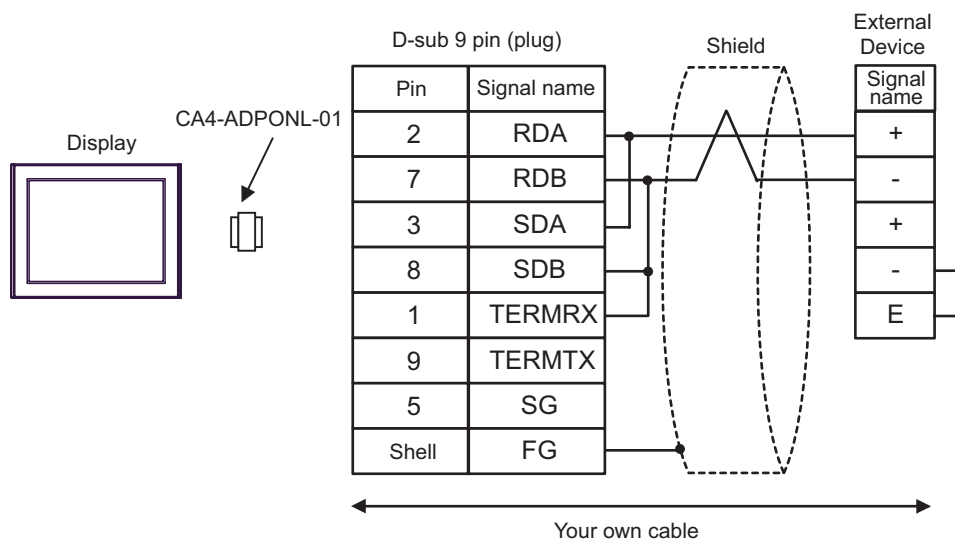 External
Device
D-sub 9 pin (plug)
Shield
Pin Signal name
Signal
name
CA4-ADPONL-01
Display
2 RDA +
7 RDB -
3 SDA +
8 SDB -
1 TERMRX E
9 TERMTX
5 SG
Shell FG
Your own cable